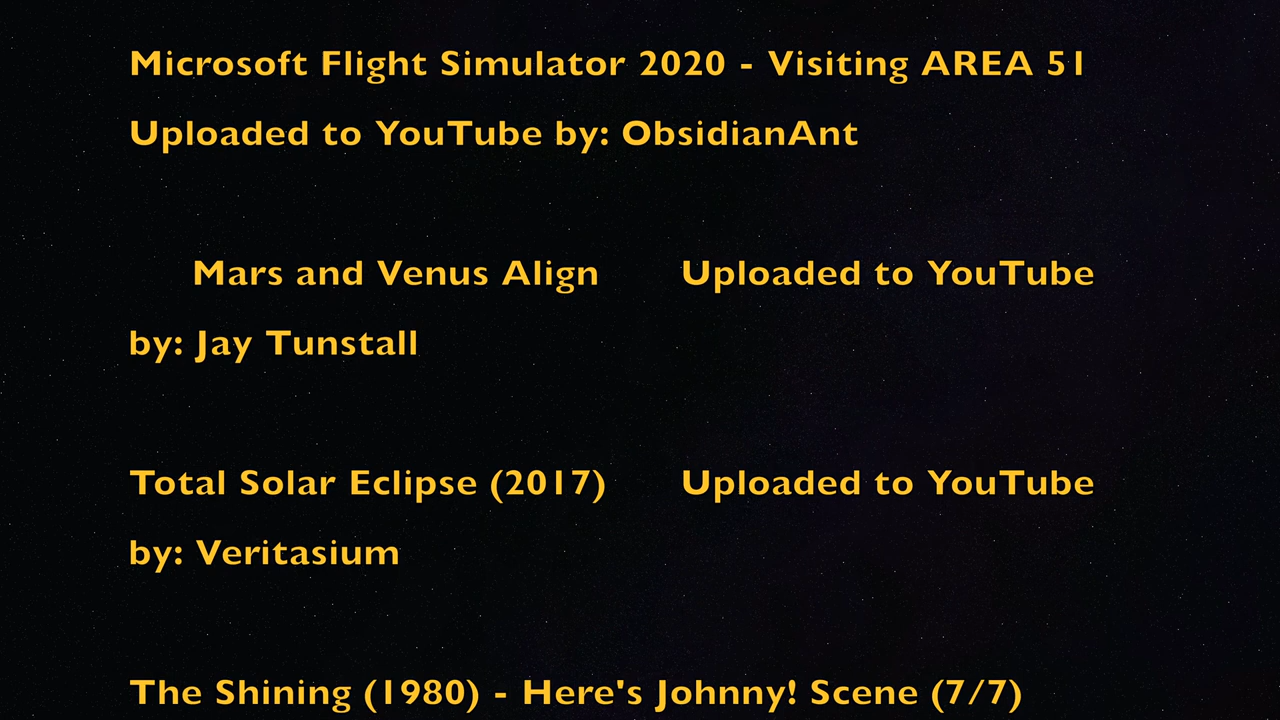 Microsoft Flight Simulator 2020 - Visiting AREA 51
Uploaded to YouTube by: ObsidianAnt
Mars and Venus Align Uploaded to YouTube
by: Jay Tunstall
Total Solar Eclipse (2017) Uploaded to YouTube
by: Veritasium
The Shining (1980) - Here's Johnny! Scene (7/7)